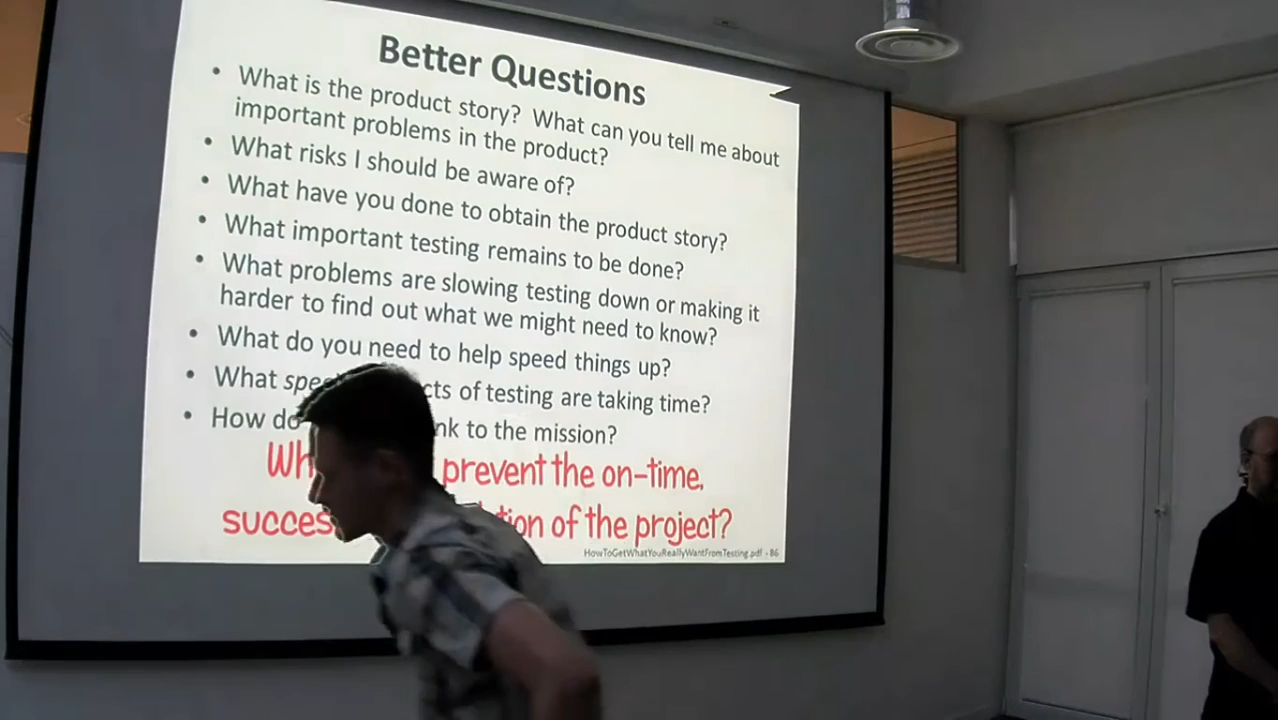 Better Questions
• What is the product story? What can you tell me about
important problems in the product?
• What risks I should be aware of?
• What have you done to obtain the product story?
• What important testing remains to be done?
• What problems are slowing testing down or making it
harder to find out what we might need to know?
• What do you need to help speed things up?
• What of testing are taking time?
• How do to the mission?
prevent the on-time,
of the project?
HowToGetWhatYouReallyWantFromTesting.pdf - 86